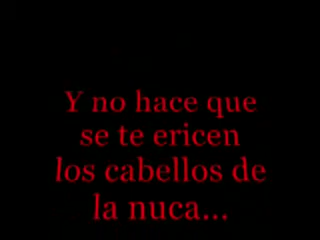 Y no hace que
se te ericen
los cabellos de
la nuca...